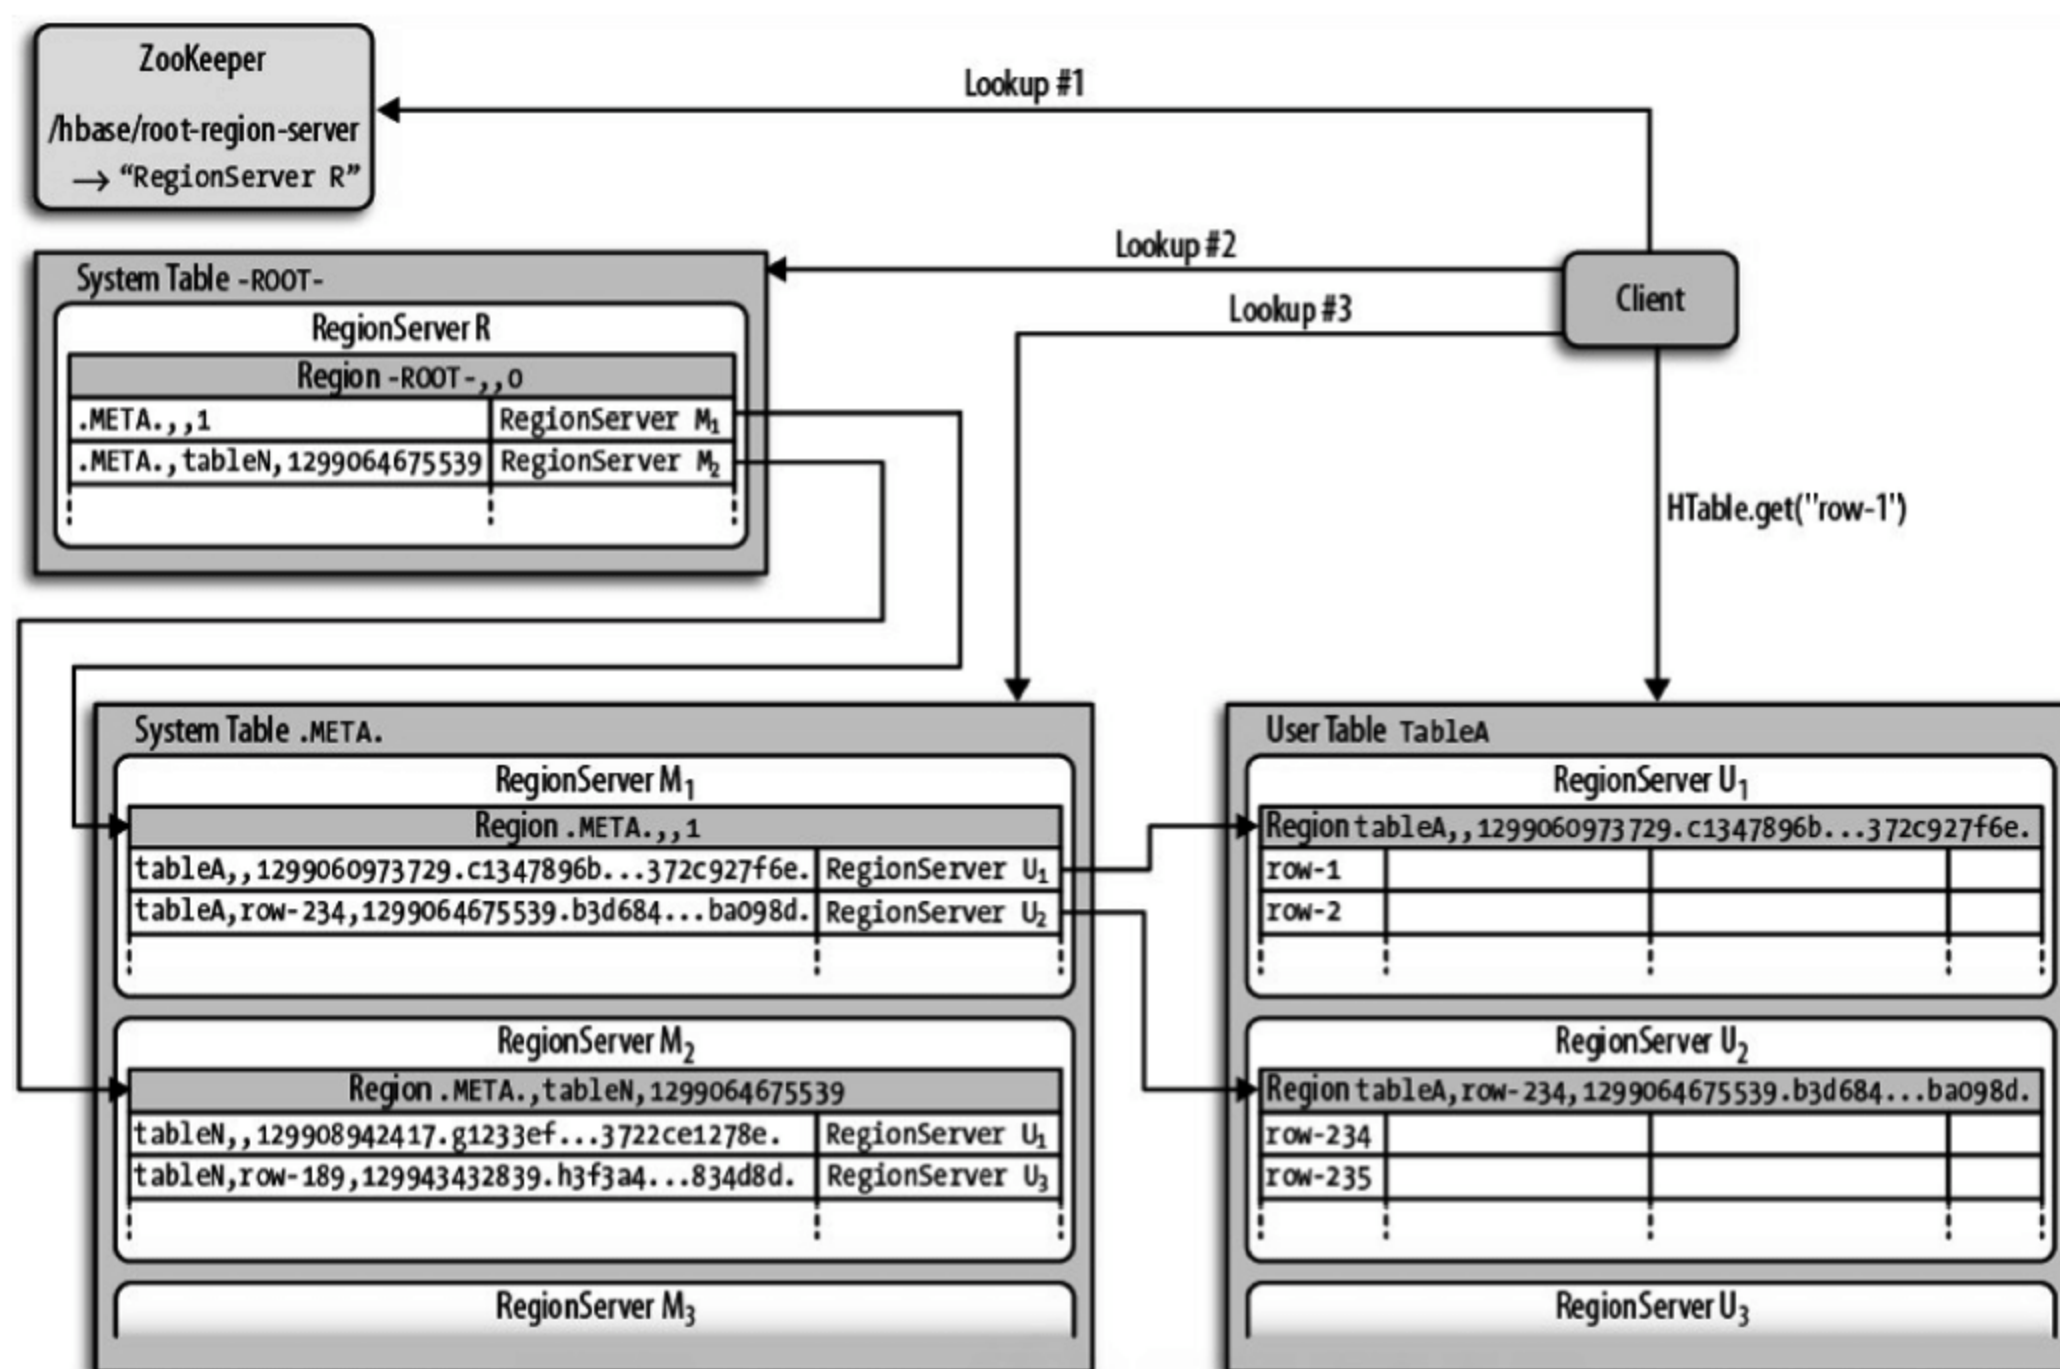 ZooKeeper
/hbase/root-region-server
→ “RegionServer R”
Lookup #1
Lookup #2
Lookup #3
Client
HTable.get("row-1")
System Table -ROOT-
RegionServer R
Region -ROOT-,,0
.META.,,1 RegionServer M₁
.META.,tableN,1299064675539 RegionServer M₂
System Table .META.
RegionServer M₁
Region .META.,,1
tableA,,1299060973729.c1347896b...372c927f6e. RegionServer U₁
tableA,row-234,1299064675539.b3d684...ba098d. RegionServer U₂
RegionServer M₂
Region .META.,tableN,1299064675539
tableN,,129908942417.g1233ef...3722ce1278e. RegionServer U₁
tableN,row-189,129943432839.h3f3a4...834d8d. RegionServer U₃
RegionServer M₃
User Table TableA
RegionServer U₁
Region tableA,,1299060973729.c1347896b...372c927f6e.
row-1
row-2
RegionServer U₂
Region tableA,row-234,1299064675539.b3d684...ba098d.
row-234
row-235
RegionServer U₃